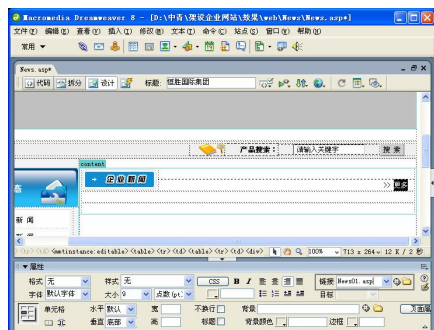 Macromedia Dreamweaver 8 - [D:\中青\架设企业网站\效果\web\News\News.asp*]
文件(F) 编辑(E) 查看(V) 插入(I) 修改(M) 文本(T) 命令(C) 站点(S) 窗口(W) 帮助(H)
常用
News.asp*
代码 拆分 设计 标题: 恒胜国际集团
产品搜索: 请输入关键字 搜 索
content
态 → 企业新闻
>> 更多
新 闻
<mmtinstance:editable> <table> <tr> <td> <table> <tr> <td> <div> 100% 713 x 264 12 K / 2 秒
属性
格式 无 样式 无 CSS B I 链接 News01.asp
字体 默认字体 大小 9 点数(pt) 目标
单元格 水平 默认 宽 不换行 背景 页面属
垂直 底部 高 标题 背景颜色 边框